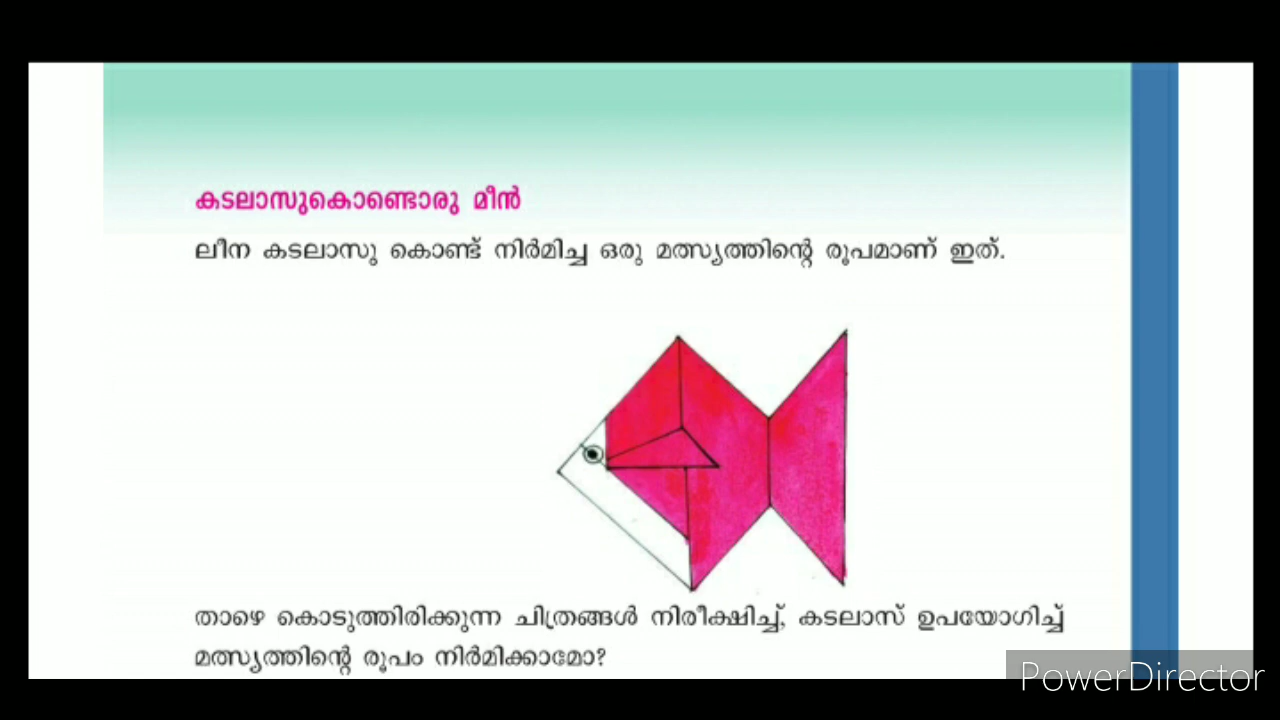 കടലാസുകൊണ്ടൊരു മീൻ
ലീന കടലാസു കൊണ്ട് നിർമിച്ച ഒരു മത്സ്യത്തിന്റെ രൂപമാണ് ഇത്.
താഴെ കൊടുത്തിരിക്കുന്ന ചിത്രങ്ങൾ നിരീക്ഷിച്ച്, കടലാസ് ഉപയോഗിച്ച്
മത്സ്യത്തിന്റെ രൂപം നിർമിക്കാമോ?
PowerDirector